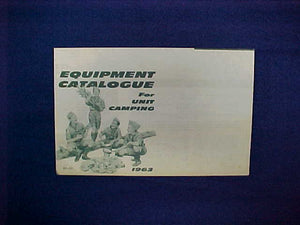 EQUIPMENT
CATALOGUE
For
UNIT
CAMPING
1963